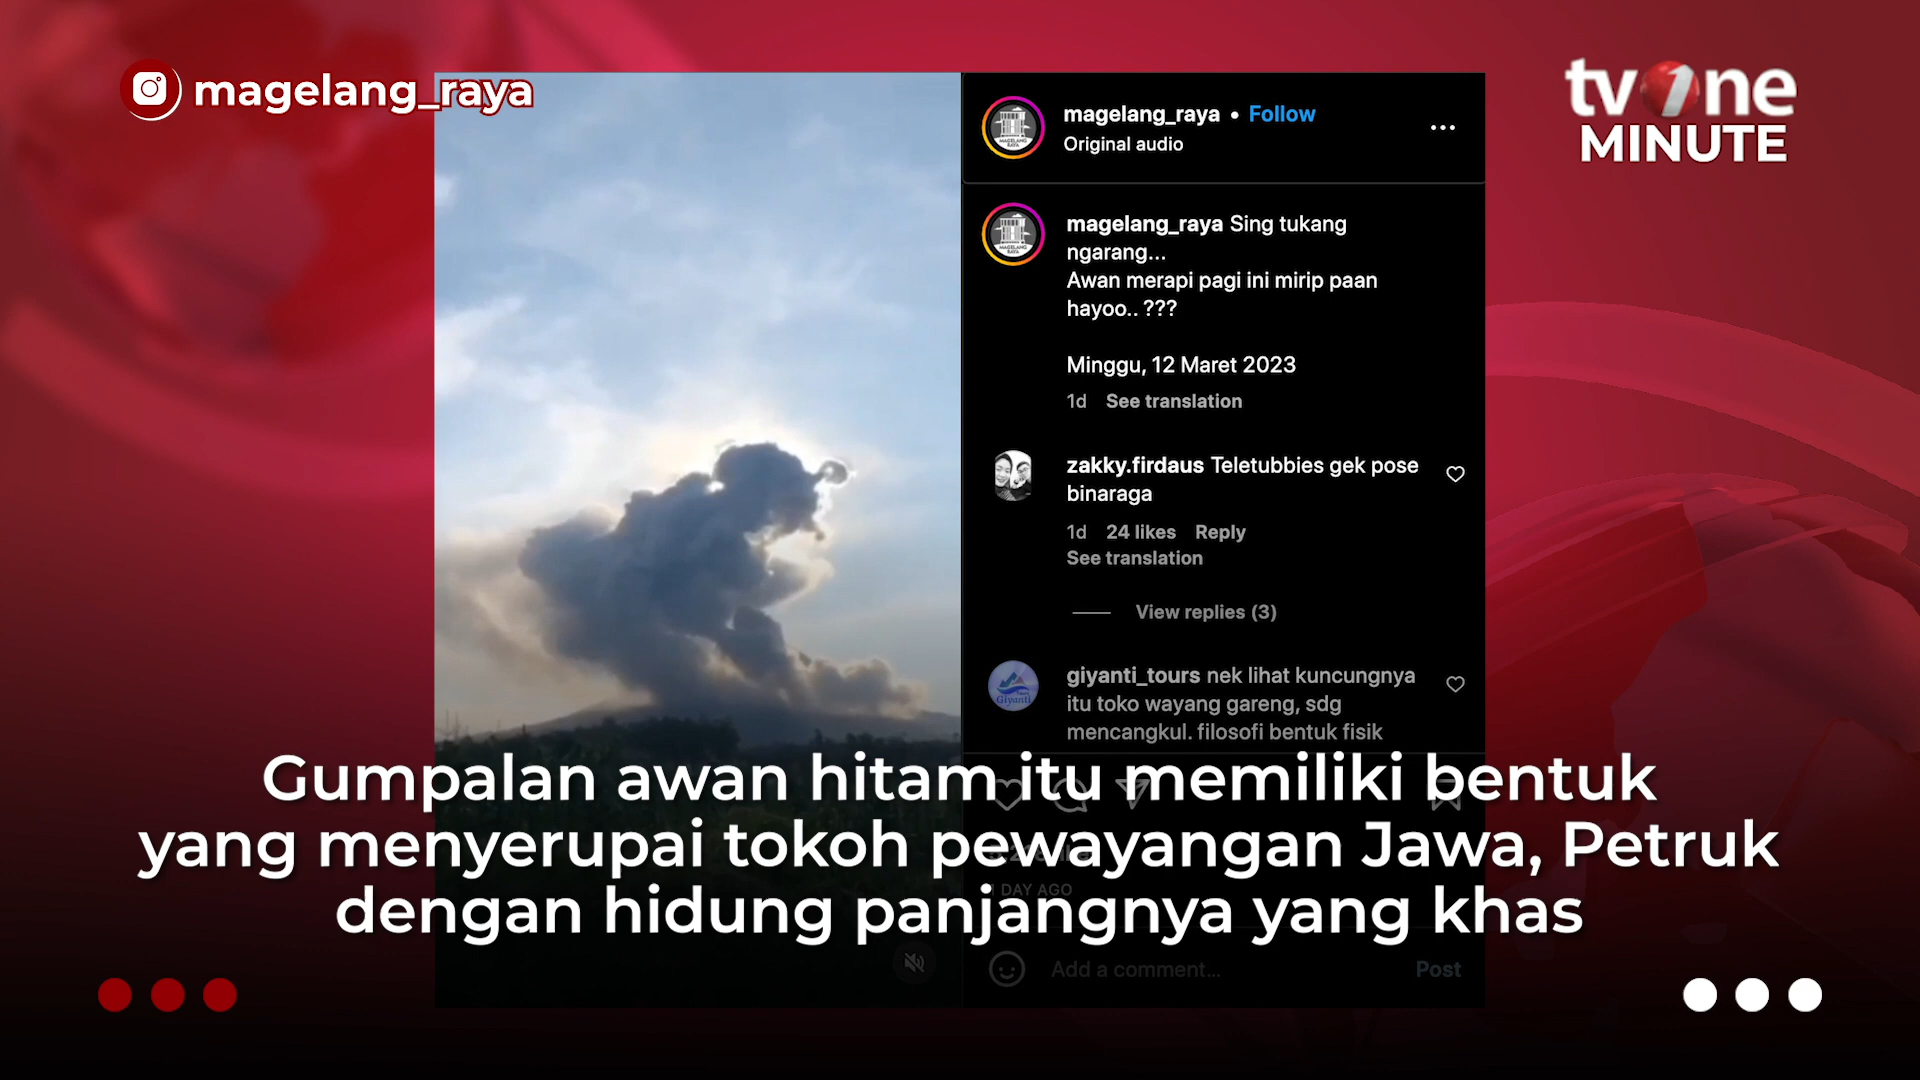 magelang_raya
tvOne
MINUTE
magelang_raya • Follow
Original audio
magelang_raya Sing tukang
ngarang...
Awan merapi pagi ini mirip paan
hayoo.. ???
Minggu, 12 Maret 2023
1d See translation
zakky.firdaus Teletubbies gek pose
binaraga
1d 24 likes Reply
See translation
View replies (3)
giyanti_tours nek lihat kuncungnya
itu toko wayang gareng, sdg
mencangkul. filosofi bentuk fisik
Gumpalan awan hitam itu memiliki bentuk
yang menyerupai tokoh pewayangan Jawa, Petruk
DAY AGO
dengan hidung panjangnya yang khas
Add a comment...
Post